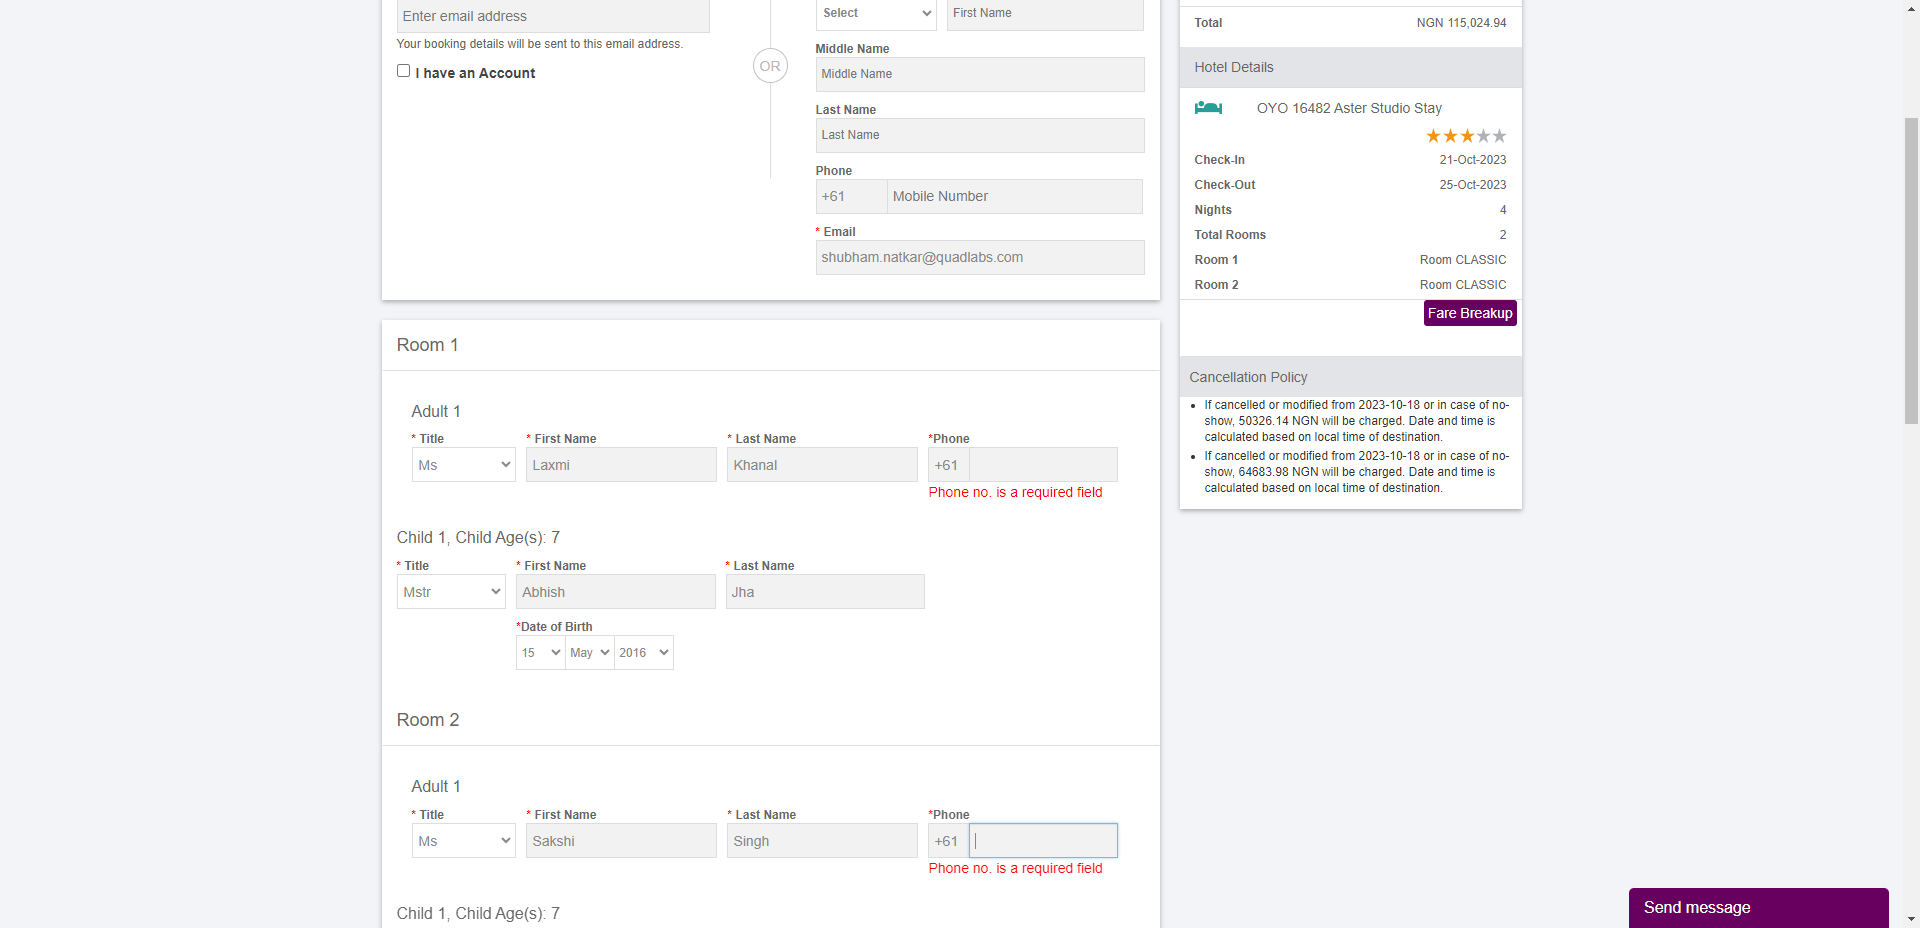 Enter email address
Your booking details will be sent to this email address.
I have an Account
OR
Select
First Name
Middle Name
Middle Name
Last Name
Last Name
Phone
+61
Mobile Number
* Email
shubham.natkar@quadlabs.com
Room 1
Adult 1
* Title
* First Name
* Last Name
*Phone
Ms
Laxmi
Khanal
+61
Phone no. is a required field
Child 1, Child Age(s): 7
* Title
* First Name
* Last Name
Mstr
Abhish
Jha
*Date of Birth
15
May
2016
Room 2
Adult 1
* Title
* First Name
* Last Name
*Phone
Ms
Sakshi
Singh
+61
Phone no. is a required field
Child 1, Child Age(s): 7
Total
NGN 115,024.94
Hotel Details
OYO 16482 Aster Studio Stay
Check-In
21-Oct-2023
Check-Out
25-Oct-2023
Nights
4
Total Rooms
2
Room 1
Room CLASSIC
Room 2
Room CLASSIC
Fare Breakup
Cancellation Policy
If cancelled or modified from 2023-10-18 or in case of no-
show, 50326.14 NGN will be charged. Date and time is
calculated based on local time of destination.
If cancelled or modified from 2023-10-18 or in case of no-
show, 64683.98 NGN will be charged. Date and time is
calculated based on local time of destination.
Send message